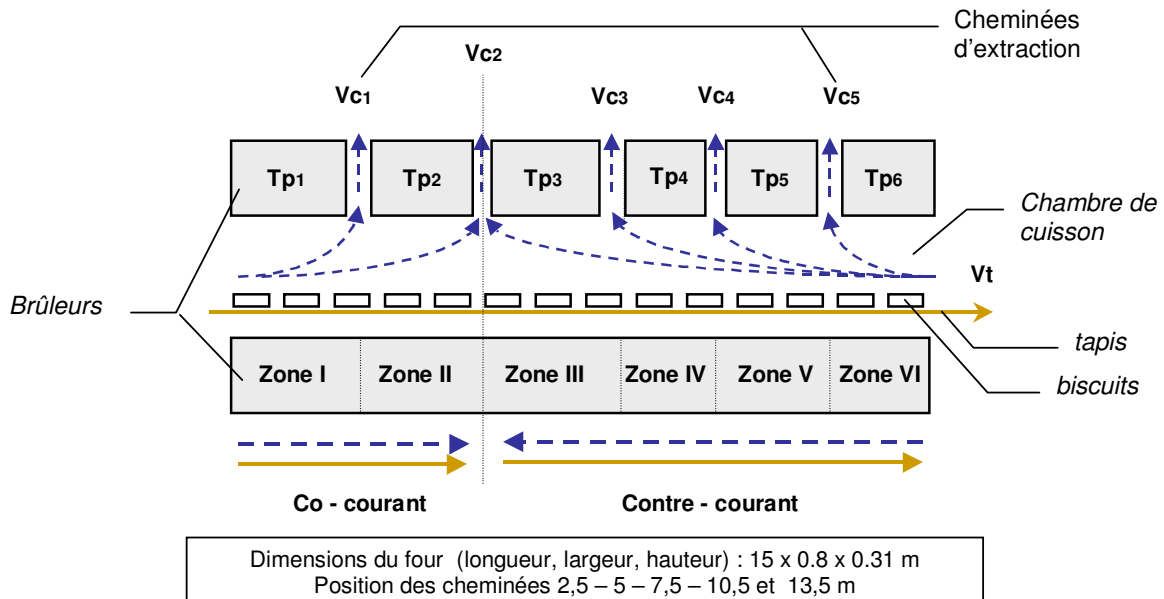 Cheminées
d'extraction
Vc2
Vc1
Vc3
Vc4
Vc5
Tp1
Tp2
Tp3
Tp4
Tp5
Tp6
Chambre de
cuisson
Vt
Brûleurs
tapis
Zone I
Zone II
Zone III
Zone IV
Zone V
Zone VI
biscuits
Co - courant
Contre - courant
Dimensions du four (longueur, largeur, hauteur) : 15 x 0.8 x 0.31 m
Position des cheminées 2,5 – 5 – 7,5 – 10,5 et 13,5 m